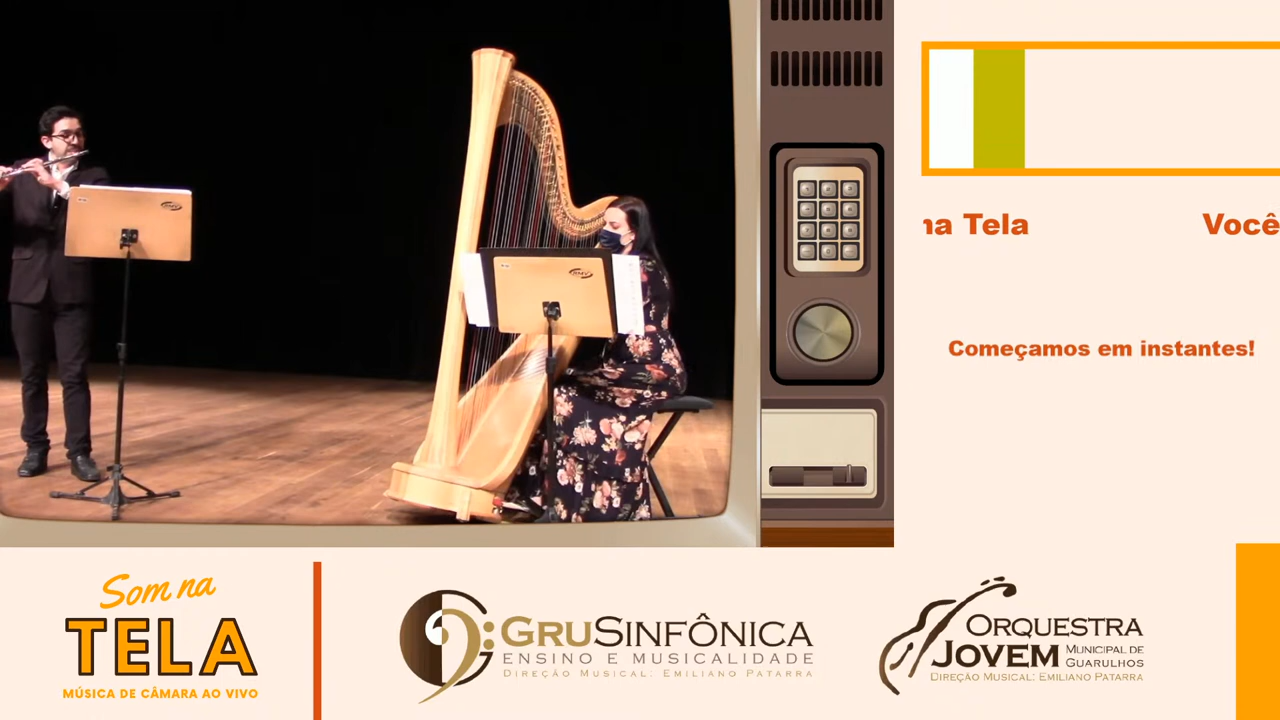 na Tela
Você
Começamos em instantes!
Som na
TELA
MÚSICA DE CÂMARA AO VIVO
GRUSINFÔNICA
ENSINO E MUSICALIDADE
DIREÇÃO MUSICAL: EMILIANO PATARRA
ORQUESTRA
JOVEM MUNICIPAL DE
GUARULHOS
DIREÇÃO MUSICAL: EMILIANO PATARRA